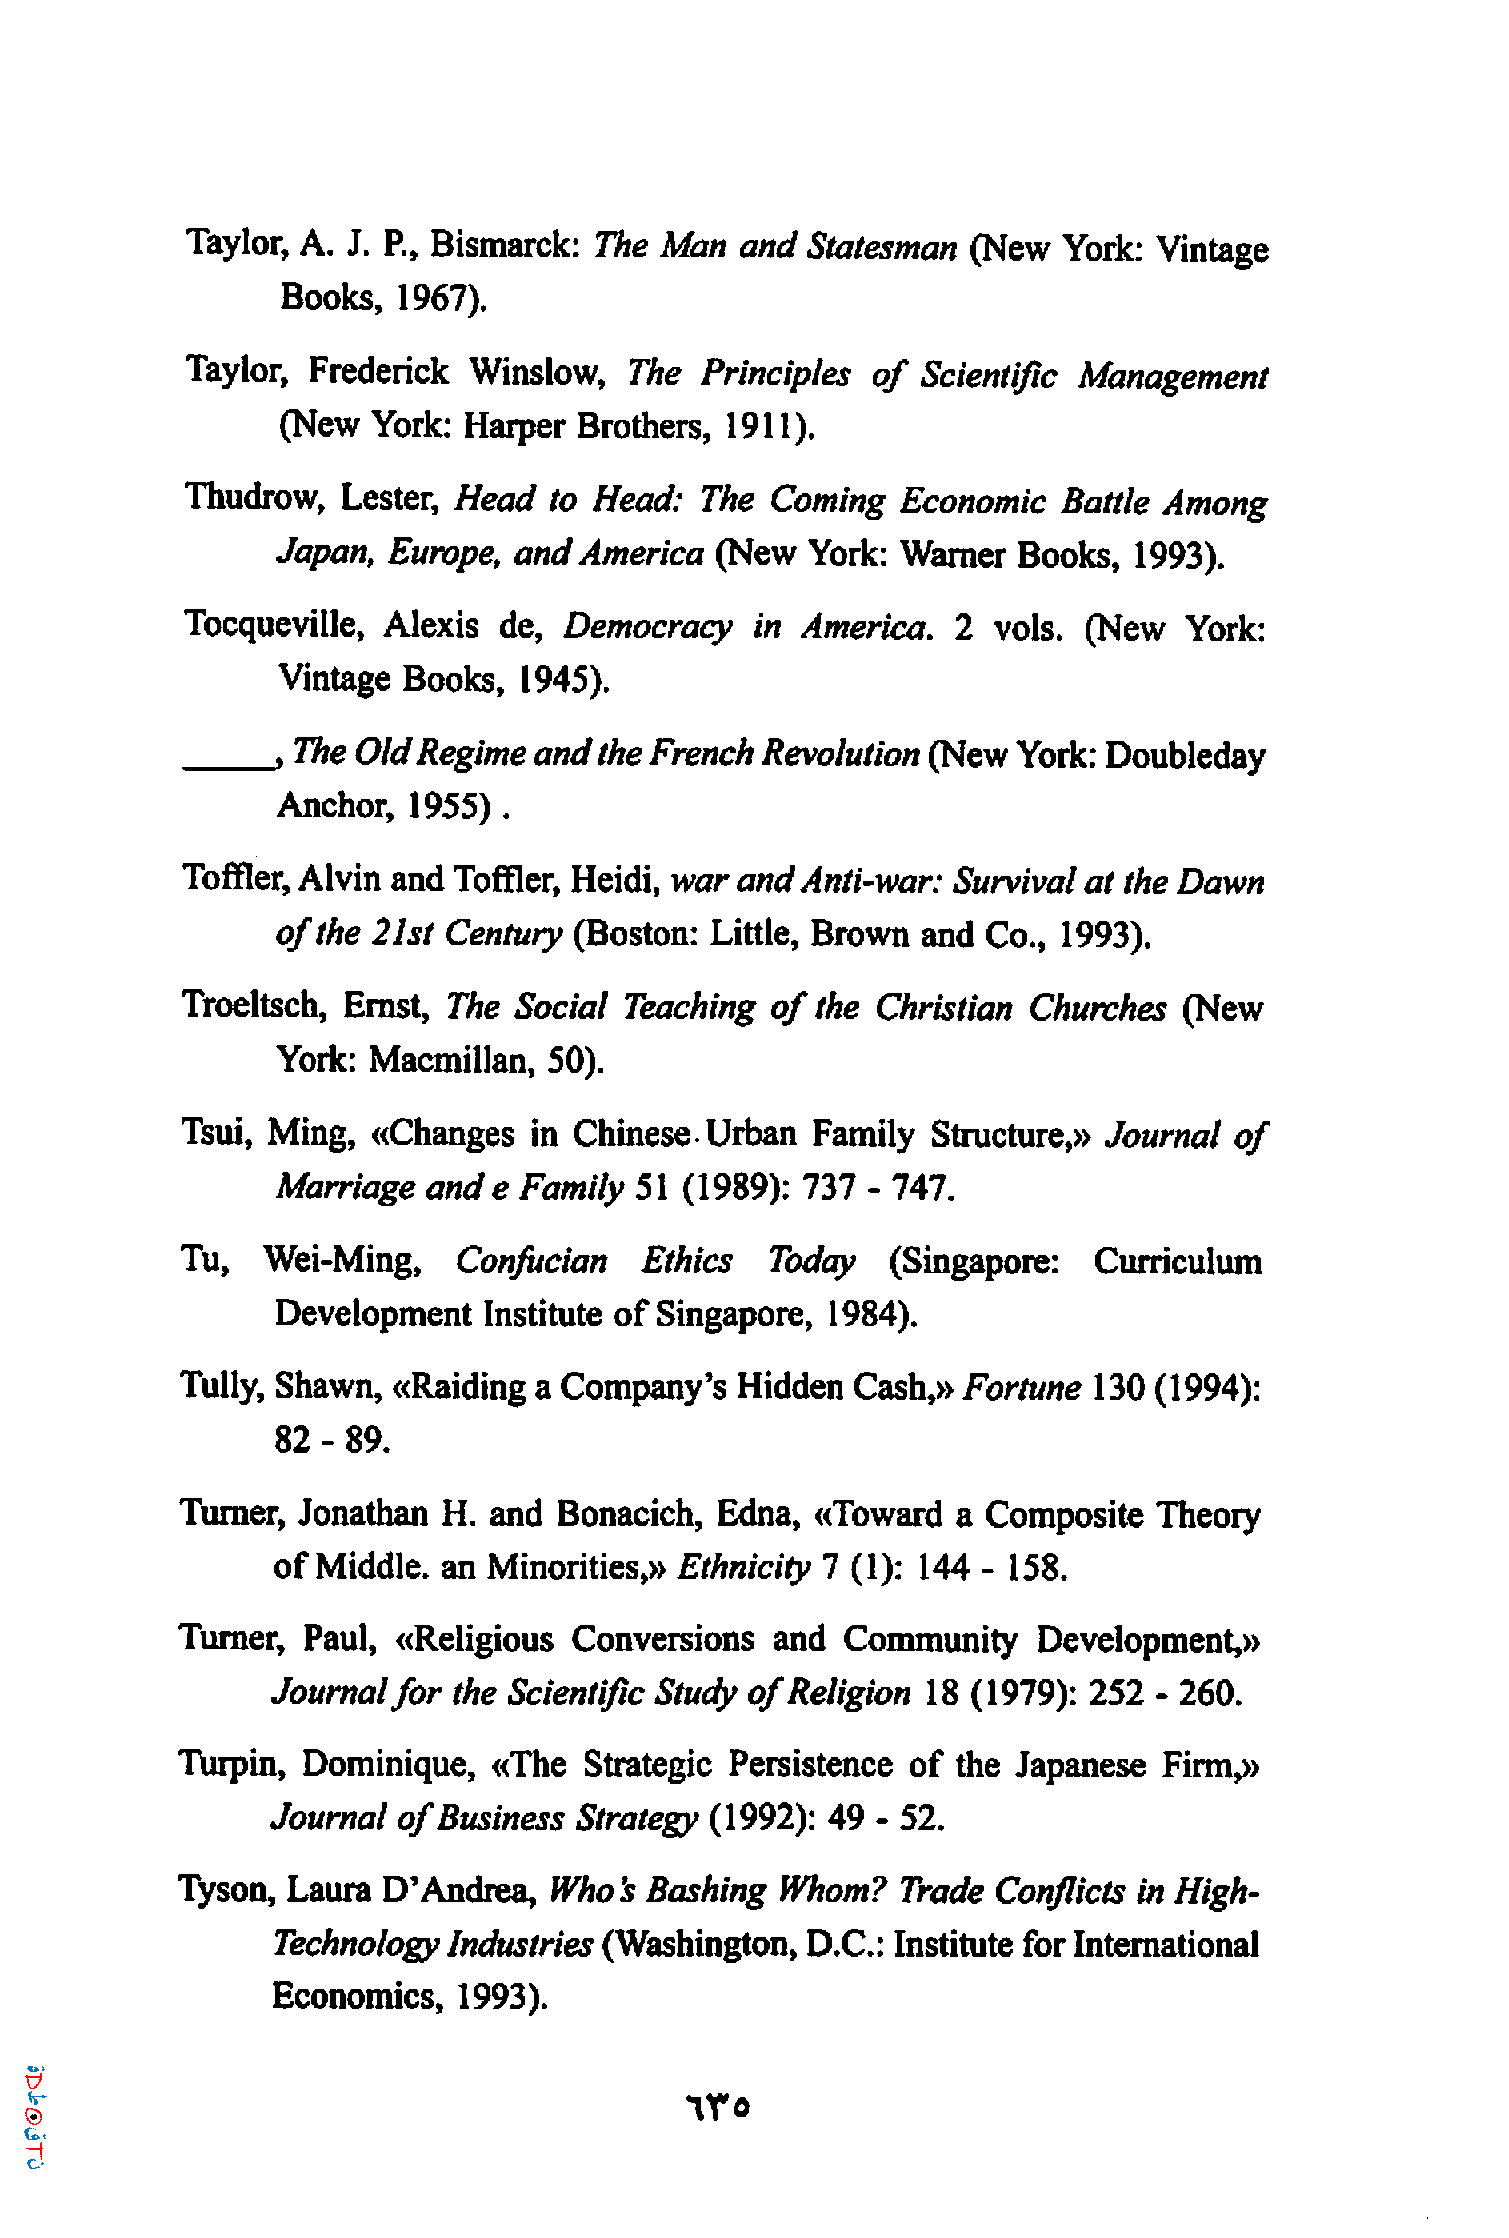 Taylor, A. J. P., Bismarck: The Man and Statesman (New York: Vintage
Books, 1967).
Taylor, Frederick Winslow, The Principles of Scientific Management
(New York: Harper Brothers, 1911).
Thudrow, Lester, Head to Head: The Coming Economic Battle Among
Japan, Europe, and America (New York: Warner Books, 1993).
Tocqueville, Alexis de, Democracy in America. 2 vols. (New York:
Vintage Books, 1945).
_____, The Old Regime and the French Revolution (New York: Doubleday
Anchor, 1955) .
Toffler, Alvin and Toffler, Heidi, war and Anti-war: Survival at the Dawn
of the 21st Century (Boston: Little, Brown and Co., 1993).
Troeltsch, Ernst, The Social Teaching of the Christian Churches (New
York: Macmillan, 50).
Tsui, Ming, «Changes in Chinese Urban Family Structure,» Journal of
Marriage and e Family 51 (1989): 737 - 747.
Tu, Wei-Ming, Confucian Ethics Today (Singapore: Curriculum
Development Institute of Singapore, 1984).
Tully, Shawn, «Raiding a Company's Hidden Cash,» Fortune 130 (1994):
82 - 89.
Turner, Jonathan H. and Bonacich, Edna, «Toward a Composite Theory
of Middle. an Minorities,» Ethnicity 7 (1): 144 - 158.
Turner, Paul, «Religious Conversions and Community Development,»
Journal for the Scientific Study of Religion 18 (1979): 252 - 260.
Turpin, Dominique, «The Strategic Persistence of the Japanese Firm,»
Journal of Business Strategy (1992): 49 - 52.
Tyson, Laura D'Andrea, Who's Bashing Whom? Trade Conflicts in High-
Technology Industries (Washington, D.C.: Institute for International
Economics, 1993).
٦٣٥